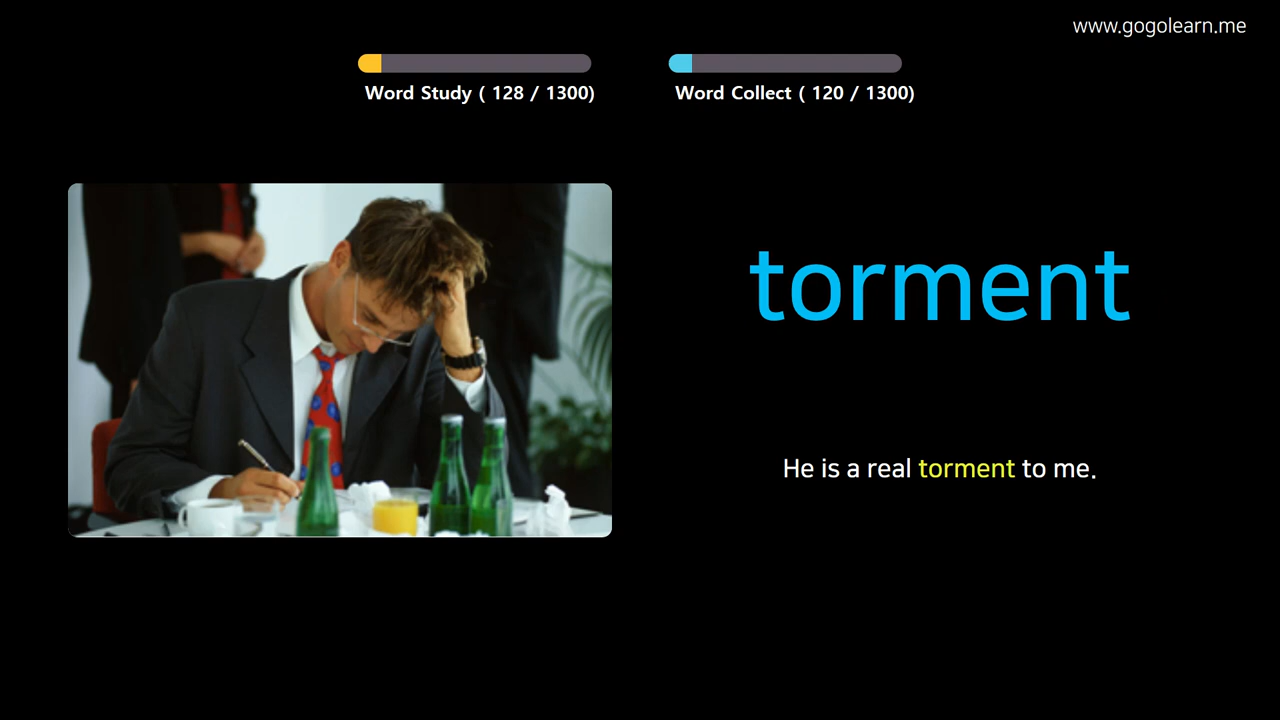 www.gogolearn.me
Word Study ( 128 / 1300)
Word Collect ( 120 / 1300)
torment
He is a real torment to me.